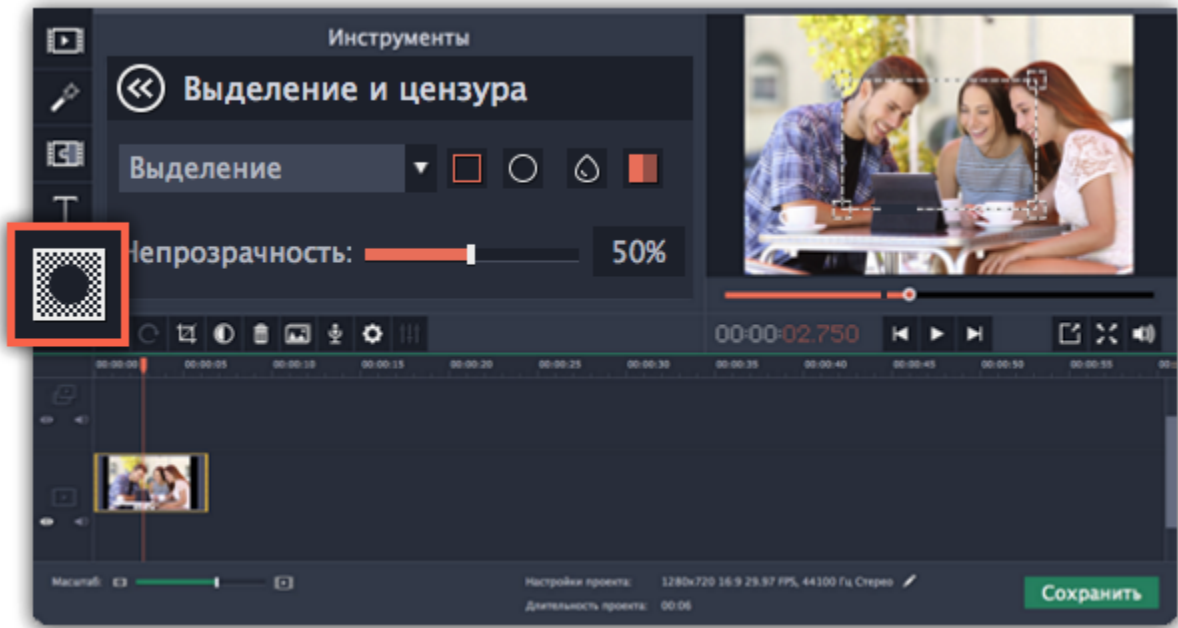 Инструменты
Выделение и цензура
Выделение
Непрозрачность: 50%
00:00:02.750
00:00:00 00:00:05 00:00:10 00:00:15 00:00:20 00:00:25 00:00:30 00:00:35 00:00:40 00:00:45 00:00:50 00:00:55
Масштаб:
Настройки проекта: 1280x720 16:9 29.97 FPS, 44100 Гц Стерео
Длительность проекта: 00:06
Сохранить